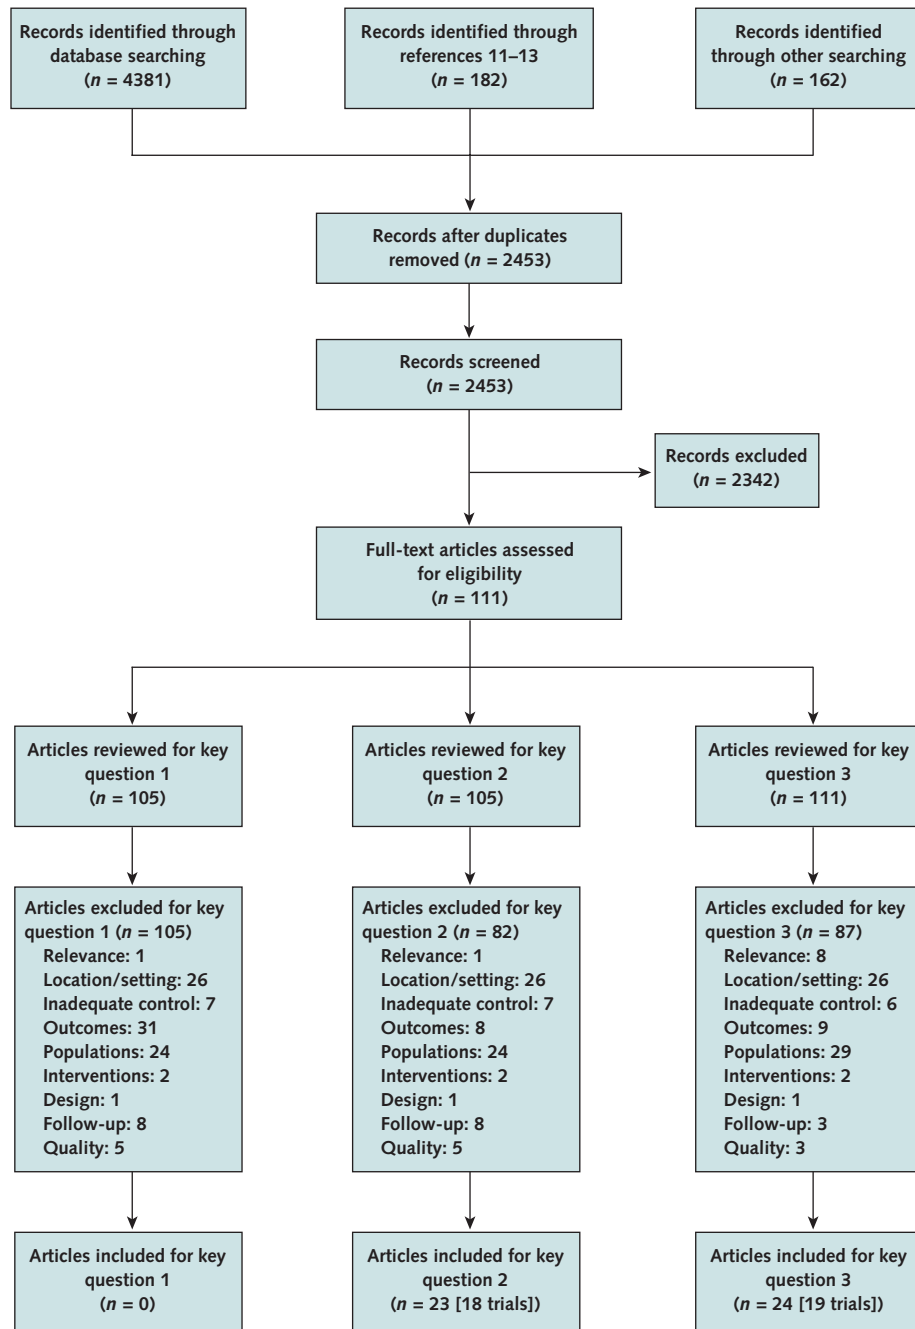 Records identified through
database searching
(n = 4381)
Records identified through
references 11–13
(n = 182)
Records identified
through other searching
(n = 162)
Records after duplicates
removed (n = 2453)
Records screened
(n = 2453)
Records excluded
(n = 2342)
Full-text articles assessed
for eligibility
(n = 111)
Articles reviewed for key
question 1
(n = 105)
Articles reviewed for key
question 2
(n = 105)
Articles reviewed for key
question 3
(n = 111)
Articles excluded for key
question 1 (n = 105)
Relevance: 1
Location/setting: 26
Inadequate control: 7
Outcomes: 31
Populations: 24
Interventions: 2
Design: 1
Follow-up: 8
Quality: 5
Articles excluded for key
question 2 (n = 82)
Relevance: 1
Location/setting: 26
Inadequate control: 7
Outcomes: 8
Populations: 24
Interventions: 2
Design: 1
Follow-up: 8
Quality: 5
Articles excluded for key
question 3 (n = 87)
Relevance: 8
Location/setting: 26
Inadequate control: 6
Outcomes: 9
Populations: 29
Interventions: 2
Design: 1
Follow-up: 3
Quality: 3
Articles included for key
question 1
(n = 0)
Articles included for key
question 2
(n = 23 [18 trials])
Articles included for key
question 3
(n = 24 [19 trials])